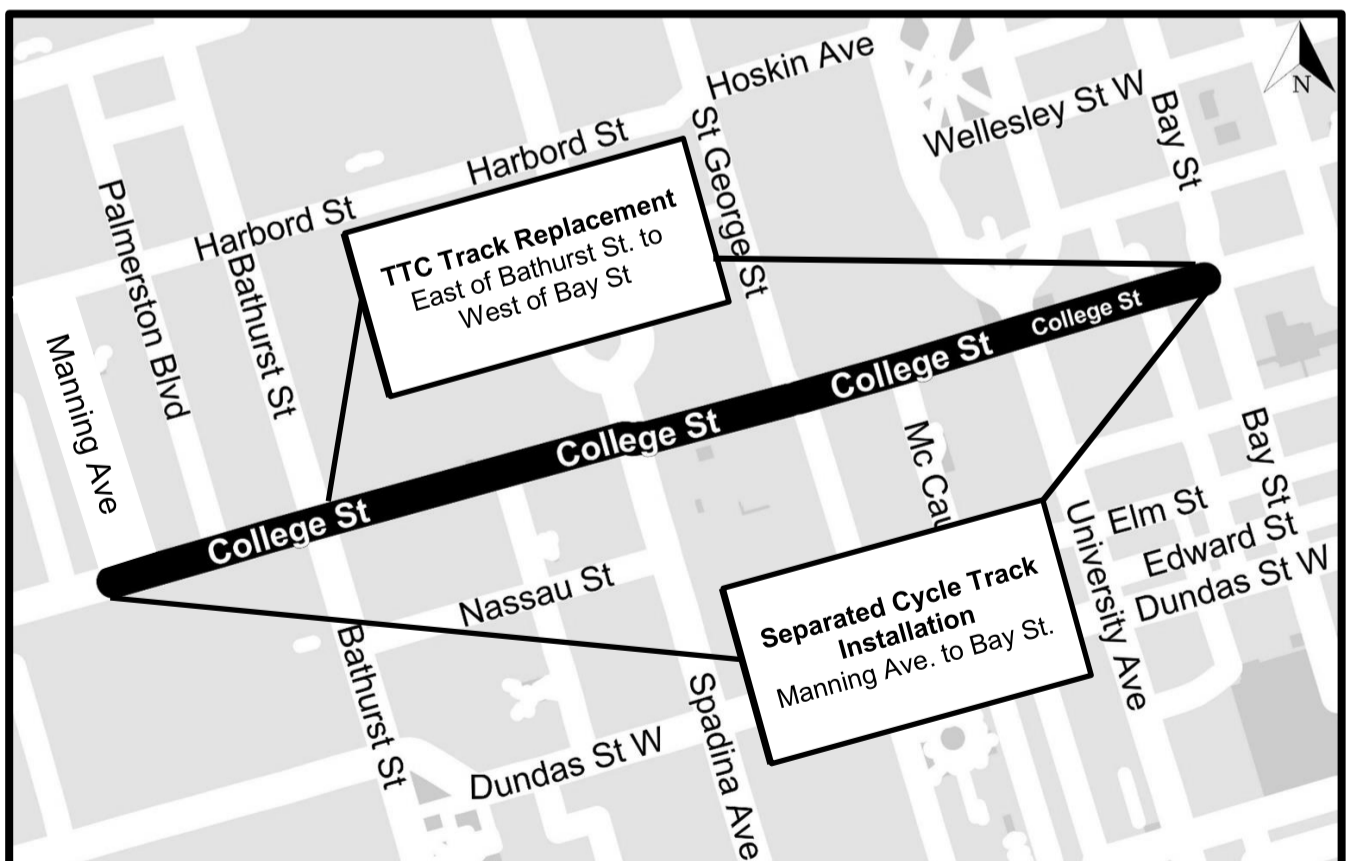 Hoskin Ave
N
Wellesley St W
Bay St
Harbord St
St George St
Palmerston Blvd
Harbord St
TTC Track Replacement
East of Bathurst St. to
West of Bay St
Bathurst St
Manning Ave
College St
College St
College St
College St
Mc Cau
Bay St
Elm St
University Ave
Edward St
Dundas St W
Nassau St
Separated Cycle Track
Installation
Manning Ave. to Bay St.
Bathurst St
Spadina Ave
Dundas St W